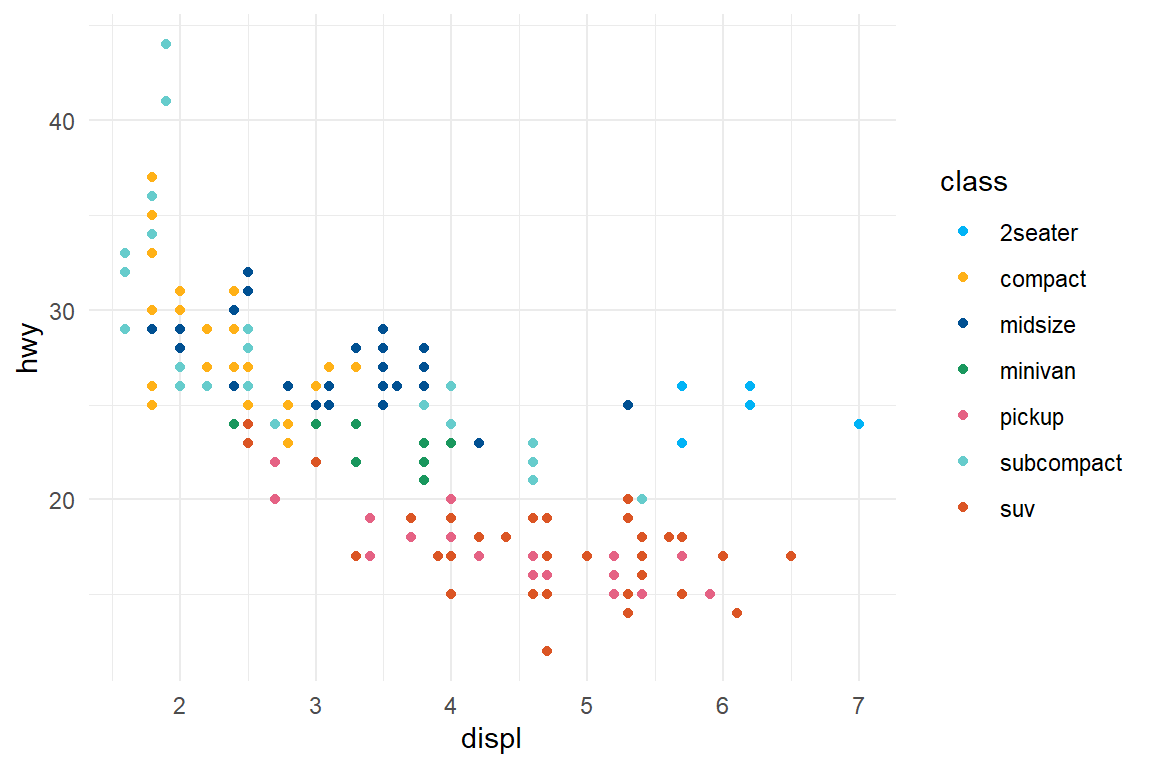 hwy
40
30
20
2 3 4 5 6 7
displ
class
2seater
compact
midsize
minivan
pickup
subcompact
suv